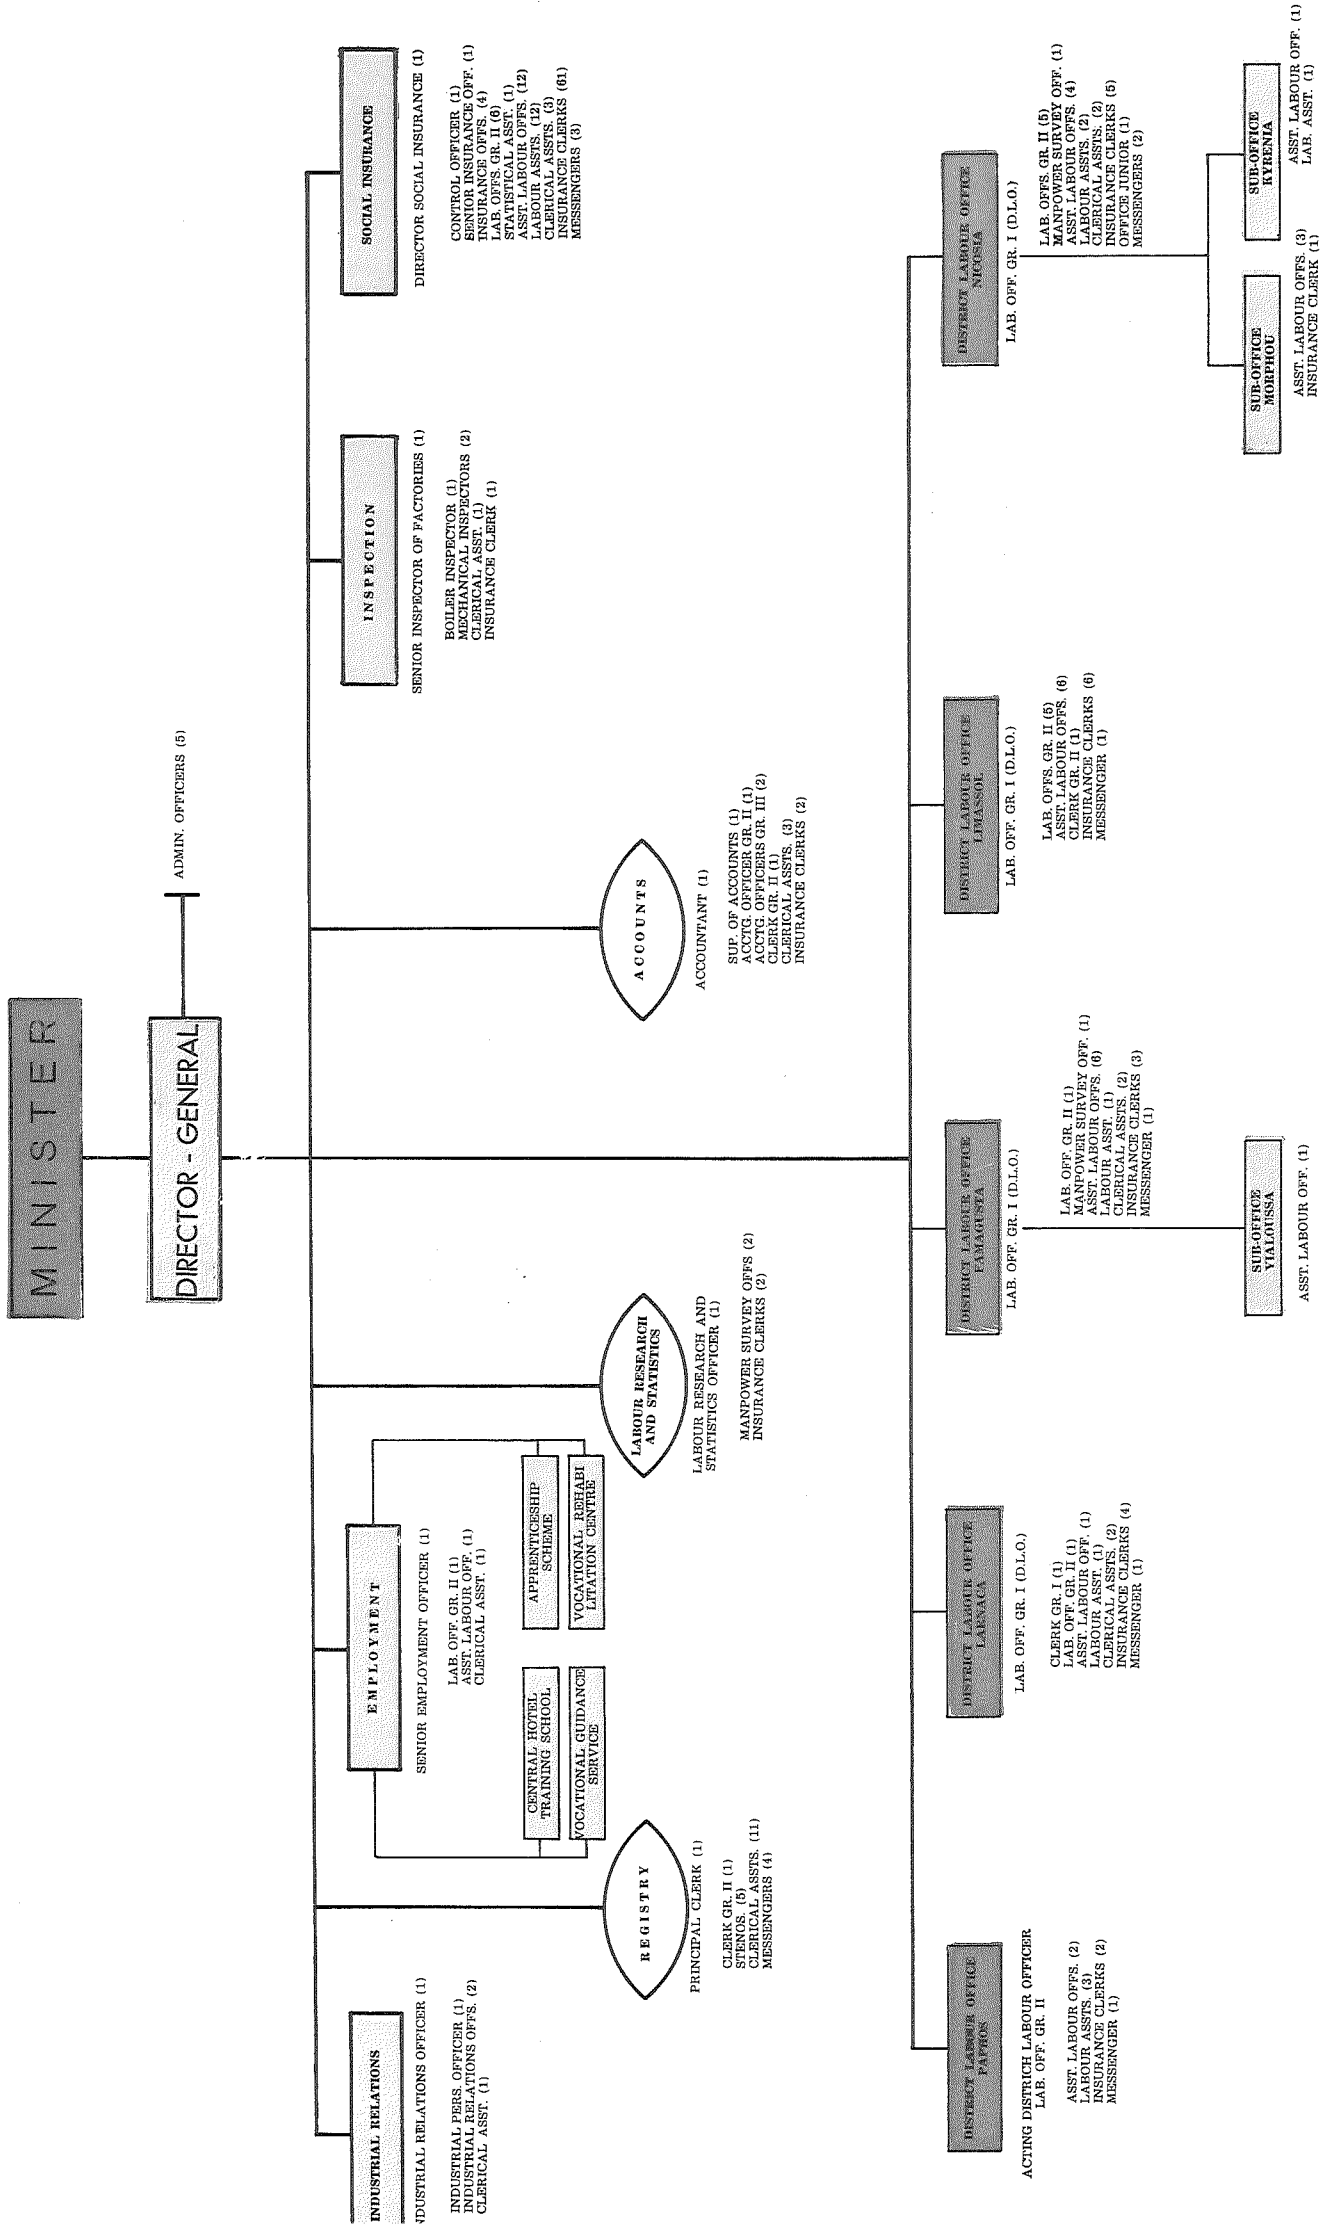 MINISTER
DIRECTOR - GENERAL
ADMIN. OFFICERS (5)
INDUSTRIAL RELATIONS
NDUSTRIAL RELATIONS OFFICER (1)
INDUSTRIAL PERS. OFFICER (1)
INDUSTRIAL RELATIONS OFFS. (2)
CLERICAL ASST. (1)
REGISTRY
PRINCIPAL CLERK (1)
CLERK GR. II (1)
STENOS. (5)
CLERICAL ASSTS. (11)
MESSENGERS (4)
EMPLOYMENT
SENIOR EMPLOYMENT OFFICER (1)
LAB. OFF. GR. II (1)
ASST. LABOUR OFF. (1)
CLERICAL ASST. (1)
CENTRAL HOTEL
TRAINING SCHOOL
VOCATIONAL GUIDANCE
SERVICE
APPRENTICESHIP
SCHEME
VOCATIONAL REHABI
LITATION CENTRE
LABOUR RESEARCH
AND STATISTICS
LABOUR RESEARCH AND
STATISTICS OFFICER (1)
MANPOWER SURVEY OFFS (2)
INSURANCE CLERKS (2)
ACCOUNTS
ACCOUNTANT (1)
SUP. OF ACCOUNTS (1)
ACCTG. OFFICER GR. II (1)
ACCTG. OFFICERS GR. III (2)
CLERK GR. II (1)
CLERICAL ASSTS. (3)
INSURANCE CLERKS (2)
INSPECTION
SENIOR INSPECTOR OF FACTORIES (1)
BOILER INSPECTOR (1)
MECHANICAL INSPECTORS (2)
CLERICAL ASST. (1)
INSURANCE CLERK (1)
SOCIAL INSURANCE
DIRECTOR SOCIAL INSURANCE (1)
CONTROL OFFICER (1)
SENIOR INSURANCE OFF. (1)
INSURANCE OFFS. (4)
LAB. OFFS. GR. II (6)
STATISTICAL ASST. (1)
ASST. LABOUR OFFS. (12)
LABOUR ASSTS. (12)
CLERICAL ASSTS. (3)
INSURANCE CLERKS (61)
MESSENGERS (3)
DISTRICT LABOUR OFFICE
PAPHOS
ACTING DISTRICH LABOUR OFFICER
LAB. OFF. GR. II
ASST. LABOUR OFFS. (2)
LABOUR ASSTS. (3)
INSURANCE CLERKS (2)
MESSENGER (1)
DISTRICT LABOUR OFFICE
LARNACA
LAB. OFF. GR. I (D.L.O.)
CLERK GR. I (1)
LAB. OFF. GR. II (1)
ASST. LABOUR OFF. (1)
LABOUR ASST. (1)
CLERICAL ASSTS. (2)
INSURANCE CLERKS (4)
MESSENGER (1)
DISTRICT LABOUR OFFICE
FAMAGUSTA
LAB. OFF. GR. I (D.L.O.)
LAB. OFF. GR. II (1)
MANPOWER SURVEY OFF. (1)
ASST. LABOUR OFFS. (6)
LABOUR ASST. (1)
CLERICAL ASSTS. (2)
INSURANCE CLERKS (3)
MESSENGER (1)
SUB-OFFICE
YIALOUSSA
ASST. LABOUR OFF. (1)
DISTRICT LABOUR OFFICE
LIMASSOL
LAB. OFF. GR. I (D.L.O.)
LAB. OFFS. GR. II (5)
ASST. LABOUR OFFS. (6)
CLERK GR. II (1)
INSURANCE CLERKS (6)
MESSENGER (1)
DISTRICT LABOUR OFFICE
NICOSIA
LAB. OFF. GR. I (D.L.O.)
LAB. OFFS. GR. II (5)
MANPOWER SURVEY OFF. (1)
ASST. LABOUR OFFS. (4)
LABOUR ASSTS. (2)
CLERICAL ASSTS. (2)
INSURANCE CLERKS (5)
OFFICE JUNIOR (1)
MESSENGERS (2)
SUB-OFFICE
MORPHOU
ASST. LABOUR OFFS. (3)
INSURANCE CLERK (1)
SUB-OFFICE
KYRENIA
ASST. LABOUR OFF. (1)
LAB. ASST. (1)